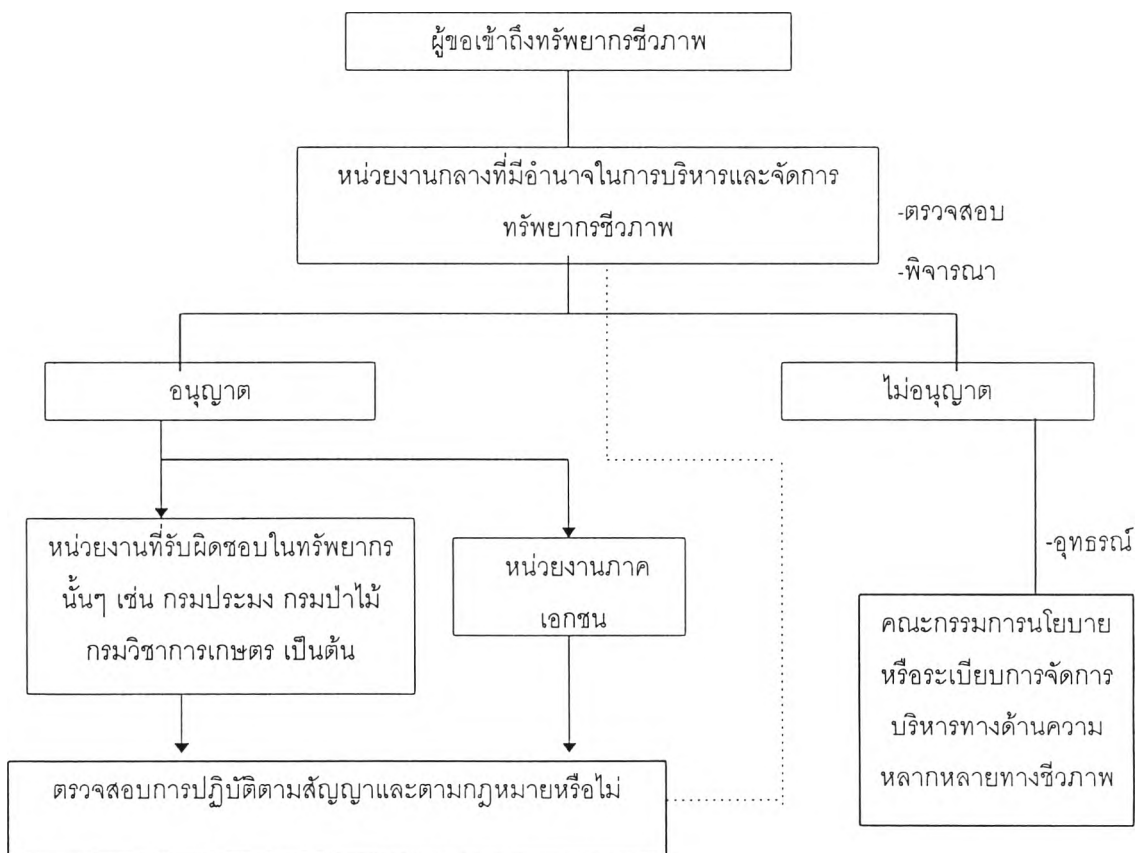 ผู้ขอเข้าถึงทรัพยากรชีวภาพ
หน่วยงานกลางที่มีอำนาจในการบริหารและจัดการ
ทรัพยากรชีวภาพ
-ตรวจสอบ
-พิจารณา
อนุญาต
ไม่อนุญาต
หน่วยงานที่รับผิดชอบในทรัพยากร
นั้นๆ เช่น กรมประมง กรมป่าไม้
กรมวิชาการเกษตร เป็นต้น
หน่วยงานภาค
เอกชน
-อุทธรณ์
คณะกรรมการนโยบาย
หรือระเบียบการจัดการ
บริหารทางด้านความ
หลากหลายทางชีวภาพ
ตรวจสอบการปฏิบัติตามสัญญาและตามกฎหมายหรือไม่